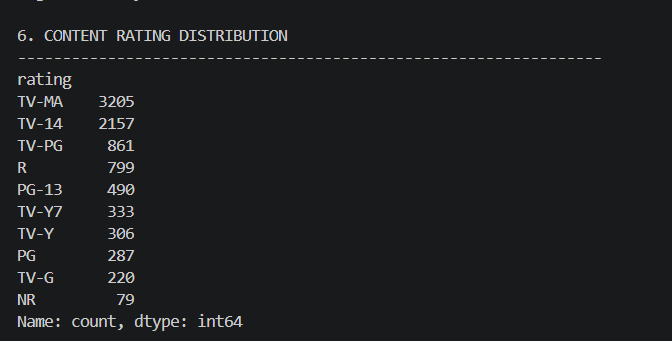 6. CONTENT RATING DISTRIBUTION
-----------------------------------------------------------------
rating
TV-MA    3205
TV-14    2157
TV-PG     861
R         799
PG-13     490
TV-Y7     333
TV-Y      306
PG        287
TV-G      220
NR         79
Name: count, dtype: int64